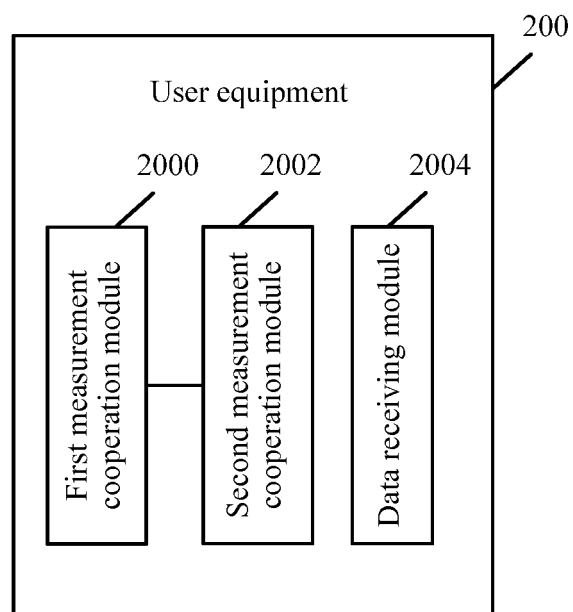 200
User equipment
2000
2002
2004
First measurement
cooperation module
Second measurement
cooperation module
Data receiving module